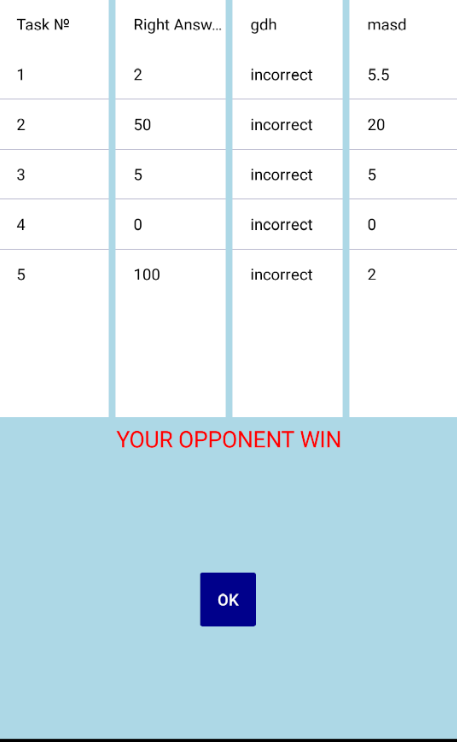 Task № Right Answ... gdh masd
1 2 incorrect 5.5
2 50 incorrect 20
3 5 incorrect 5
4 0 incorrect 0
5 100 incorrect 2
YOUR OPPONENT WIN
OK